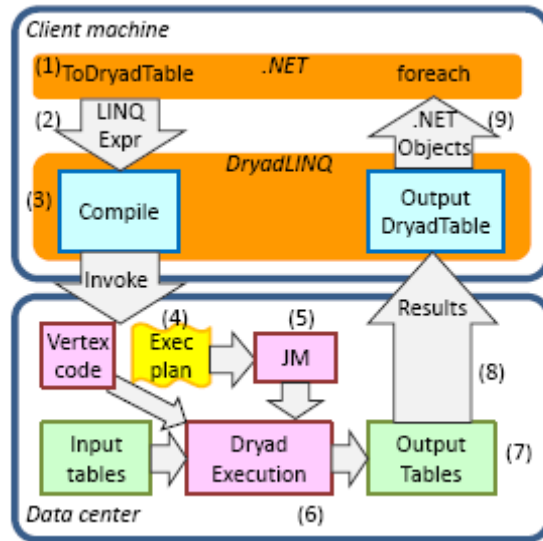 Client machine
(1) ToDryadTable .NET foreach
(2) LINQ Expr
.NET Objects (9)
DryadLINQ
(3) Compile
Output DryadTable
Invoke
Results
Vertex code
(4) Exec plan
(5) JM
(8)
Input tables
Dryad Execution
Output Tables
(7)
(6)
Data center